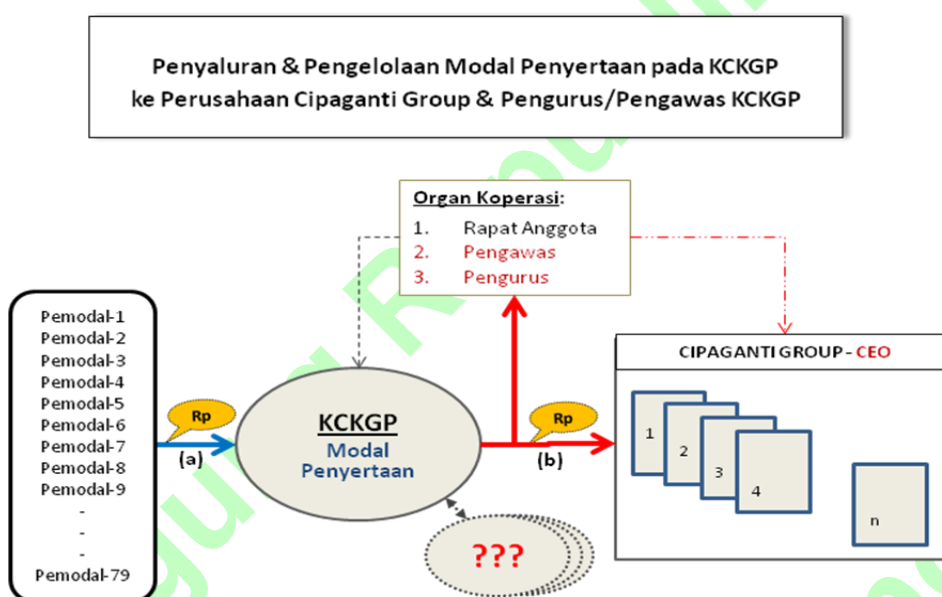 Penyaluran & Pengelolaan Modal Penyertaan pada KCKGP
ke Perusahaan Cipaganti Group & Pengurus/Pengawas KCKGP
Organ Koperasi:
1. Rapat Anggota
2. Pengawas
3. Pengurus
Pemodal-1
Pemodal-2
Pemodal-3
Pemodal-4
Pemodal-5
Pemodal-6
Pemodal-7
Pemodal-8
Pemodal-9
-
-
-
Pemodal-79
Rp
(a)
KCKGP
Modal
Penyertaan
Rp
(b)
???
CIPAGANTI GROUP - CEO
1
2
3
4
n